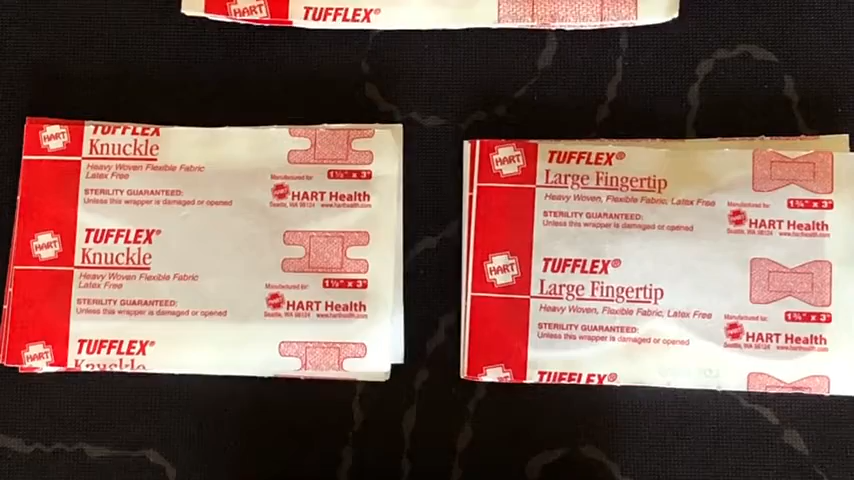 HART
TUFFLEX®
HART
TUFFLEX
Knuckle
Heavy Woven Flexible Fabric
Latex Free
1½" x 3"
STERILITY GUARANTEED:
Unless this wrapper is damaged or opened
Manufactured for:
HART Health
Seattle, WA 98124 www.harthealth.com
HART
TUFFLEX®
Knuckle
Heavy Woven Flexible Fabric
Latex Free
1½" x 3"
STERILITY GUARANTEED:
Unless this wrapper is damaged or opened
Manufactured for:
HART Health
Seattle, WA 98124 www.harthealth.com
HART
TUFFLEX®
Knuckle
HART
TUFFLEX®
Large Fingertip
Heavy Woven, Flexible Fabric, Latex Free
1¾" x 3"
STERILITY GUARANTEED:
Unless this wrapper is damaged or opened
Manufactured for:
HART Health
Seattle, WA 98124 www.harthealth.com
HART
TUFFLEX®
Large Fingertip
Heavy Woven, Flexible Fabric, Latex Free
1¾" x 3"
STERILITY GUARANTEED:
Unless this wrapper is damaged or opened
Manufactured for:
HART Health
Seattle, WA 98124 www.harthealth.com
HART
TUFFLEX®